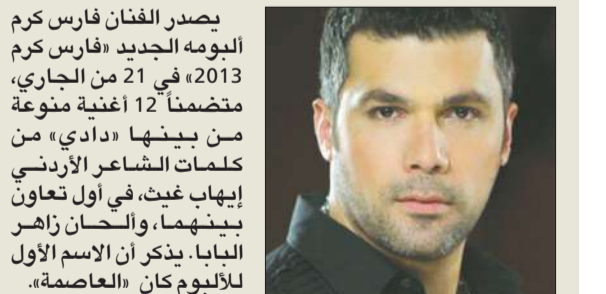 يصدر الفنان فارس كرم
ألبومه الجديد «فارس كرم
2013» في 21 من الجاري،
متضمناً 12 أغنية منوعة
من بينها «دادي» من
كلمات الشاعر الأردني
إيهاب غيث، في أول تعاون
بينهما، وألحان زاهر
البابا. يذكر أن الاسم الأول
للألبوم كان «العاصمة».